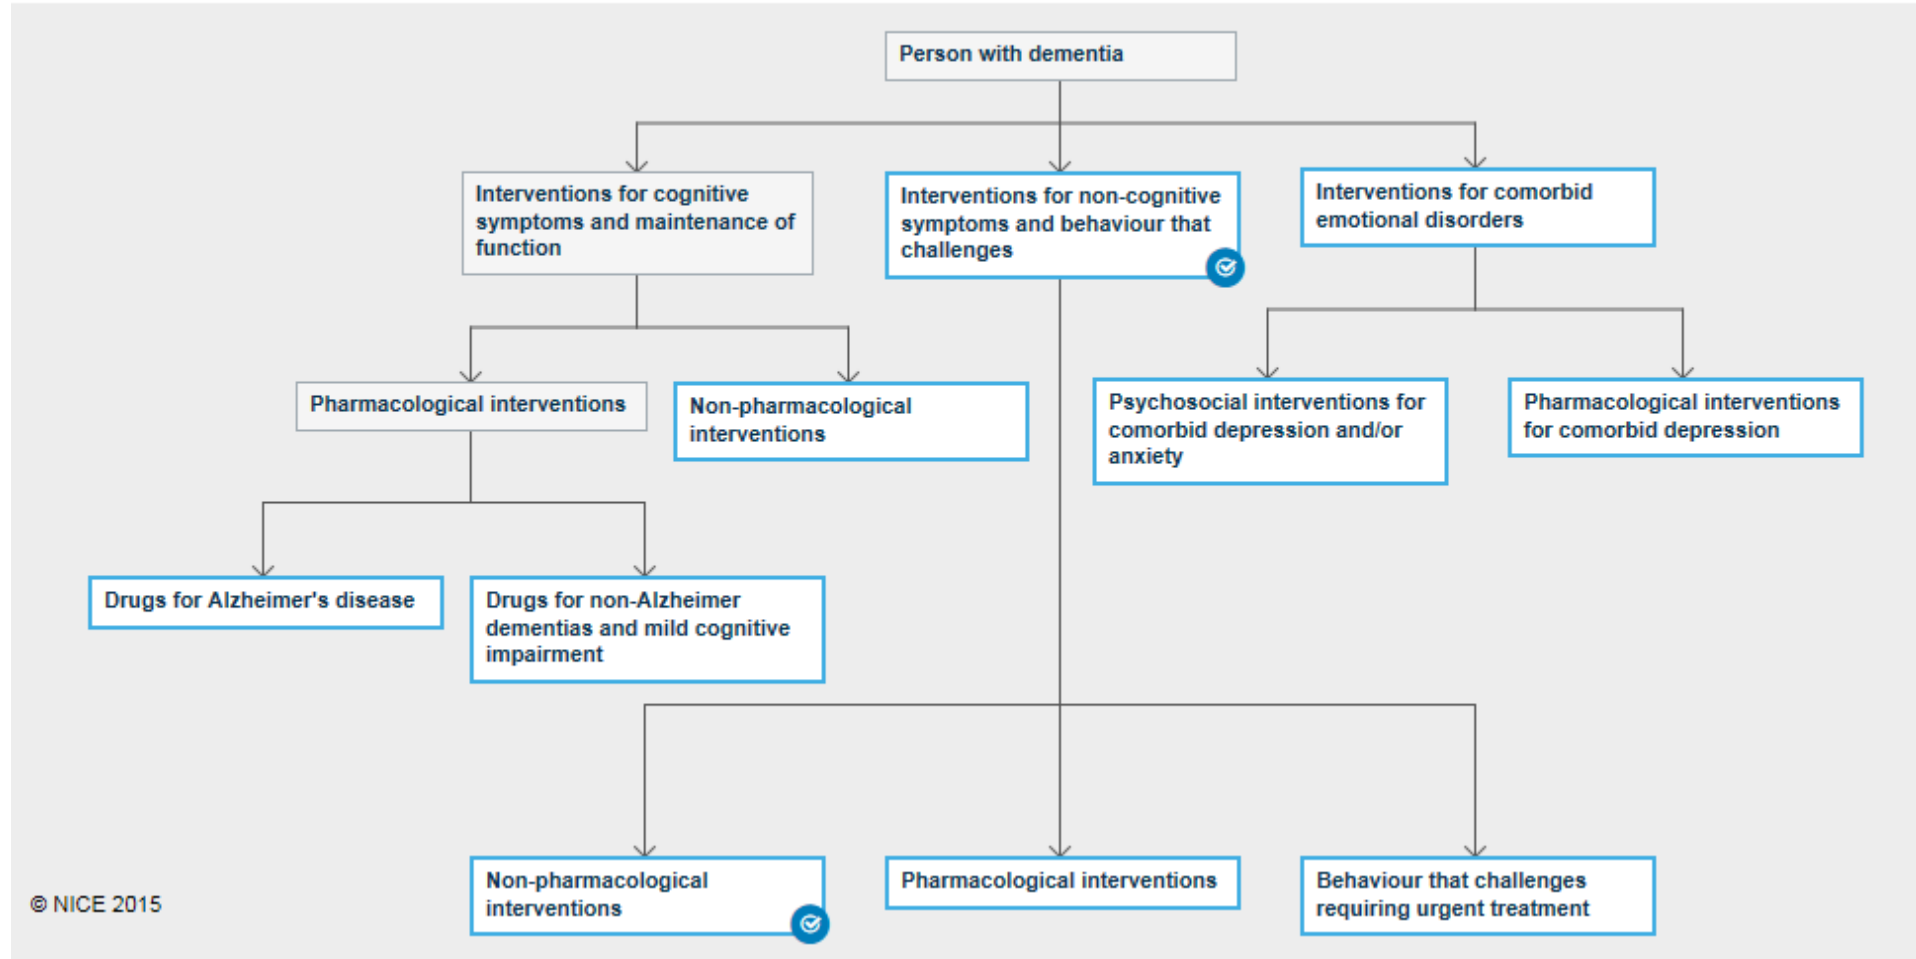 Person with dementia
Interventions for cognitive
symptoms and maintenance of
function
Interventions for non-cognitive
symptoms and behaviour that
challenges
Interventions for comorbid
emotional disorders
Pharmacological interventions
Non-pharmacological
interventions
Psychosocial interventions for
comorbid depression and/or
anxiety
Pharmacological interventions
for comorbid depression
Drugs for Alzheimer's disease
Drugs for non-Alzheimer
dementias and mild cognitive
impairment
Non-pharmacological
interventions
Pharmacological interventions
Behaviour that challenges
requiring urgent treatment
© NICE 2015